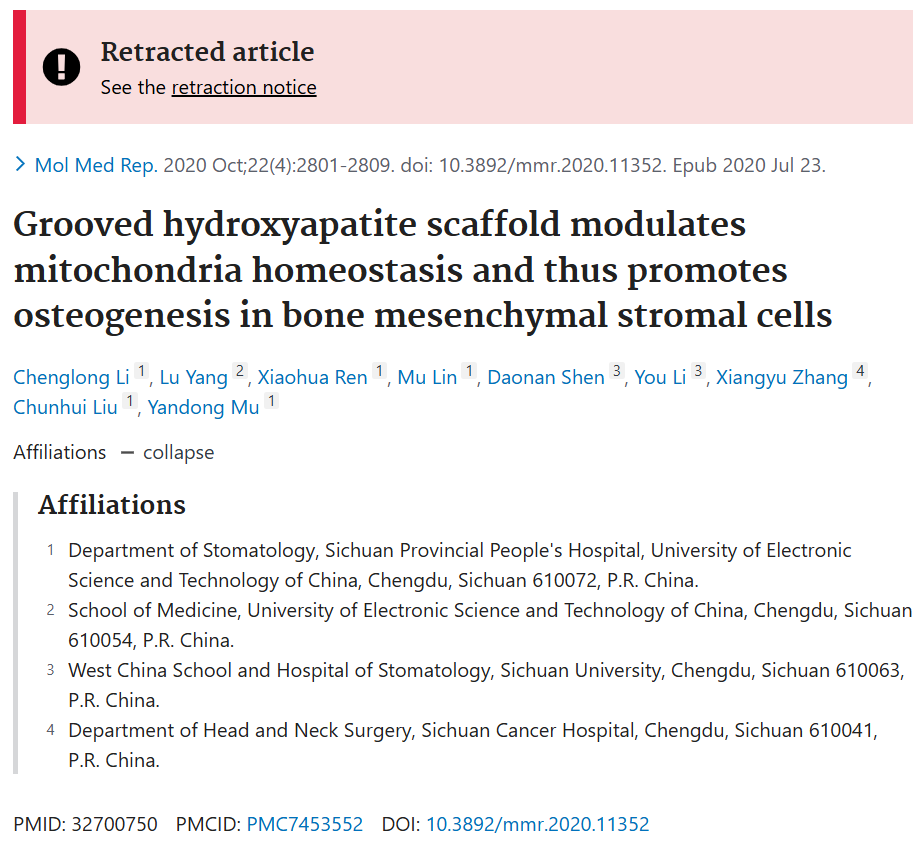 Retracted article
See the retraction notice
Mol Med Rep. 2020 Oct;22(4):2801-2809. doi: 10.3892/mmr.2020.11352. Epub 2020 Jul 23.
Grooved hydroxyapatite scaffold modulates
mitochondria homeostasis and thus promotes
osteogenesis in bone mesenchymal stromal cells
Chenglong Li 1, Lu Yang 2, Xiaohua Ren 1, Mu Lin 1, Daonan Shen 3, You Li 3, Xiangyu Zhang 4,
Chunhui Liu 1, Yandong Mu 1
Affiliations — collapse
Affiliations
1 Department of Stomatology, Sichuan Provincial People's Hospital, University of Electronic
Science and Technology of China, Chengdu, Sichuan 610072, P.R. China.
2 School of Medicine, University of Electronic Science and Technology of China, Chengdu, Sichuan
610054, P.R. China.
3 West China School and Hospital of Stomatology, Sichuan University, Chengdu, Sichuan 610063,
P.R. China.
4 Department of Head and Neck Surgery, Sichuan Cancer Hospital, Chengdu, Sichuan 610041,
P.R. China.
PMID: 32700750 PMCID: PMC7453552 DOI: 10.3892/mmr.2020.11352